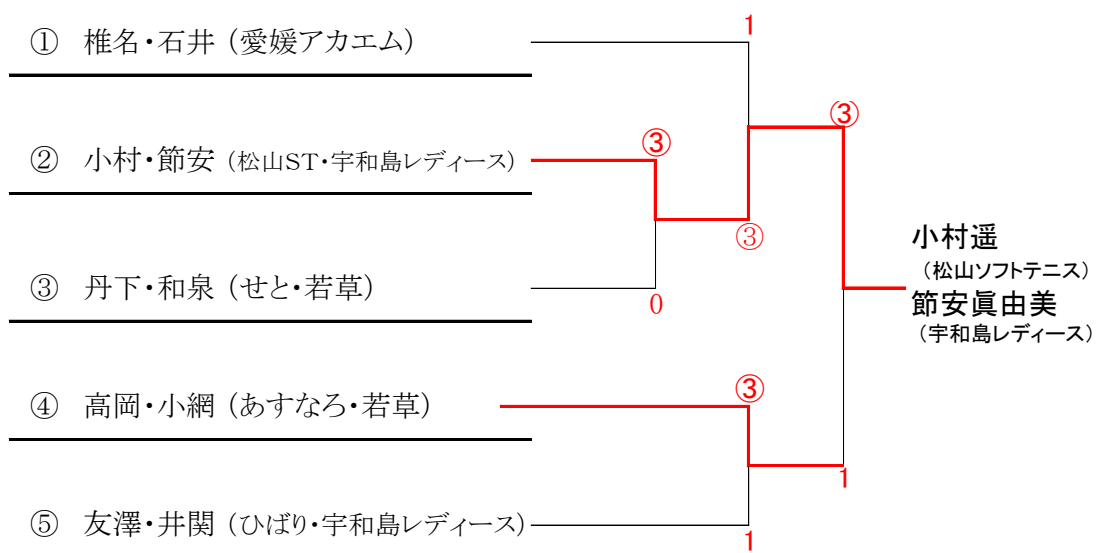 1
① 椎名・石井（愛媛アカエム）
③
③
② 小村・節安（松山ST・宇和島レディース）
③
小村遥
（松山ソフトテニス）
③ 丹下・和泉（せと・若草）
0
節安眞由美
（宇和島レディース）
③
④ 高岡・小網（あすなろ・若草）
1
⑤ 友澤・井関（ひばり・宇和島レディース）
1